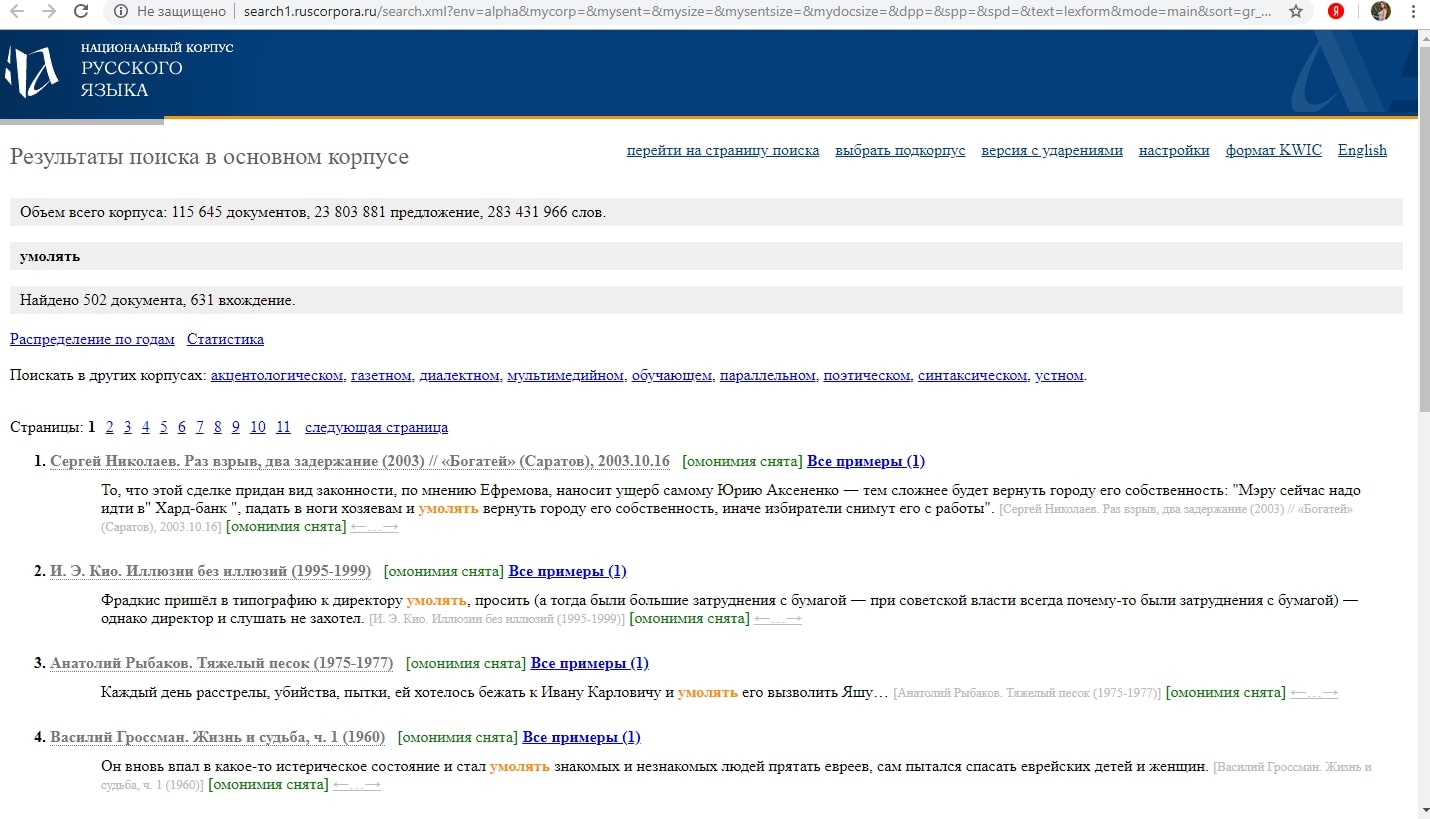 Не защищено | search1.ruscorpora.ru/search.xml?env=alpha&mycorp=&mysent=&mysize=&mysentsize=&mydocsize=&dpp=&spp=&spd=&text=lexform&mode=main&sort=gr_...
Я
НАЦИОНАЛЬНЫЙ КОРПУС
РУССКОГО
ЯЗЫКА
Результаты поиска в основном корпусе
перейти на страницу поиска выбрать подкорпус версия с ударениями настройки формат KWIC English
Объем всего корпуса: 115 645 документов, 23 803 881 предложение, 283 431 966 слов.
умолять
Найдено 502 документа, 631 вхождение.
Распределение по годам Статистика
Поискать в других корпусах: акцентологическом, газетном, диалектном, мультимедийном, обучающем, параллельном, поэтическом, синтаксическом, устном.
Страницы: 1 2 3 4 5 6 7 8 9 10 11 следующая страница
1. Сергей Николаев. Раз взрыв, два задержание (2003) // «Богатей» (Саратов), 2003.10.16 [омонимия снята] Все примеры (1)
То, что этой сделке придан вид законности, по мнению Ефремова, наносит ущерб самому Юрию Аксененко — тем сложнее будет вернуть городу его собственность: "Мэру сейчас надо
идти в" Хард-банк ", падать в ноги хозяевам и умолять вернуть городу его собственность, иначе избиратели снимут его с работы". [Сергей Николаев. Раз взрыв, два задержание (2003) // «Богатей»
(Саратов), 2003.10.16] [омонимия снята] ←…→
2. И. Э. Кио. Иллюзии без иллюзий (1995-1999) [омонимия снята] Все примеры (1)
Фрадкис пришёл в типографию к директору умолять, просить (а тогда были большие затруднения с бумагой — при советской власти всегда почему-то были затруднения с бумагой) —
однако директор и слушать не захотел. [И. Э. Кио. Иллюзии без иллюзий (1995-1999)] [омонимия снята] ←…→
3. Анатолий Рыбаков. Тяжелый песок (1975-1977) [омонимия снята] Все примеры (1)
Каждый день расстрелы, убийства, пытки, ей хотелось бежать к Ивану Карловичу и умолять его вызволить Яшу… [Анатолий Рыбаков. Тяжелый песок (1975-1977)] [омонимия снята] ←…→
4. Василий Гроссман. Жизнь и судьба, ч. 1 (1960) [омонимия снята] Все примеры (1)
Он вновь впал в какое-то истерическое состояние и стал умолять знакомых и незнакомых людей прятать евреев, сам пытался спасать еврейских детей и женщин. [Василий Гроссман. Жизнь и
судьба, ч. 1 (1960)] [омонимия снята] ←…→